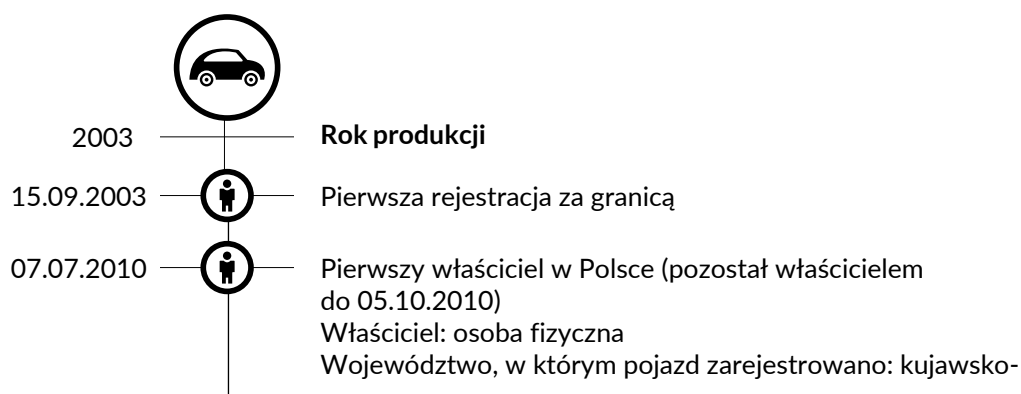 2003 Rok produkcji
15.09.2003 Pierwsza rejestracja za granicą
07.07.2010 Pierwszy właściciel w Polsce (pozostał właścicielem
do 05.10.2010)
Właściciel: osoba fizyczna
Województwo, w którym pojazd zarejestrowano: kujawsko-